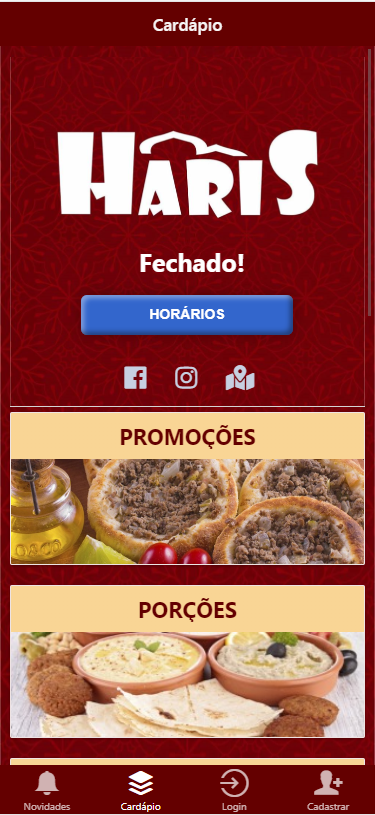 Cardápio
HARIS
Fechado!
HORÁRIOS
PROMOÇÕES
PORÇÕES
Novidades
Cardápio
Login
Cadastrar